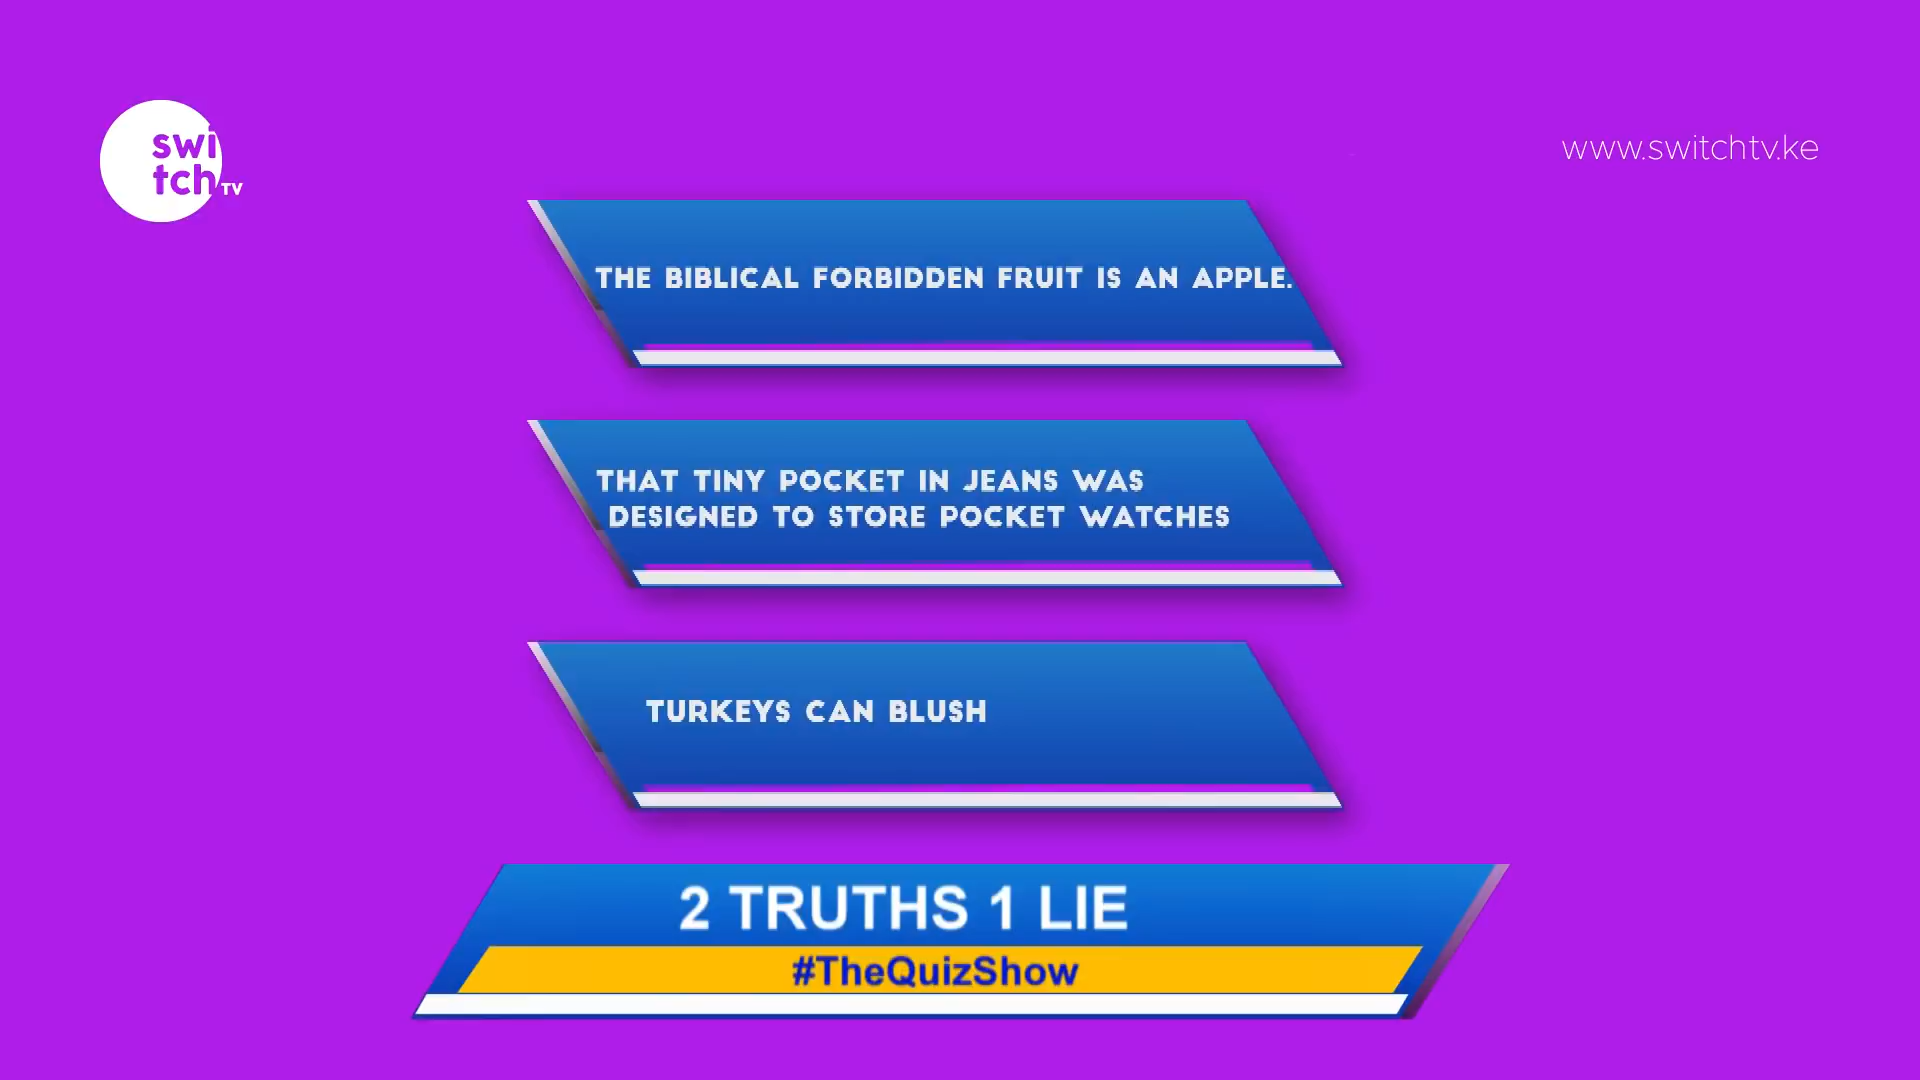 swi
tch TV
www.switchtv.ke
THE BIBLICAL FORBIDDEN FRUIT IS AN APPLE.
THAT TINY POCKET IN JEANS WAS
DESIGNED TO STORE POCKET WATCHES
TURKEYS CAN BLUSH
2 TRUTHS 1 LIE
#TheQuizShow